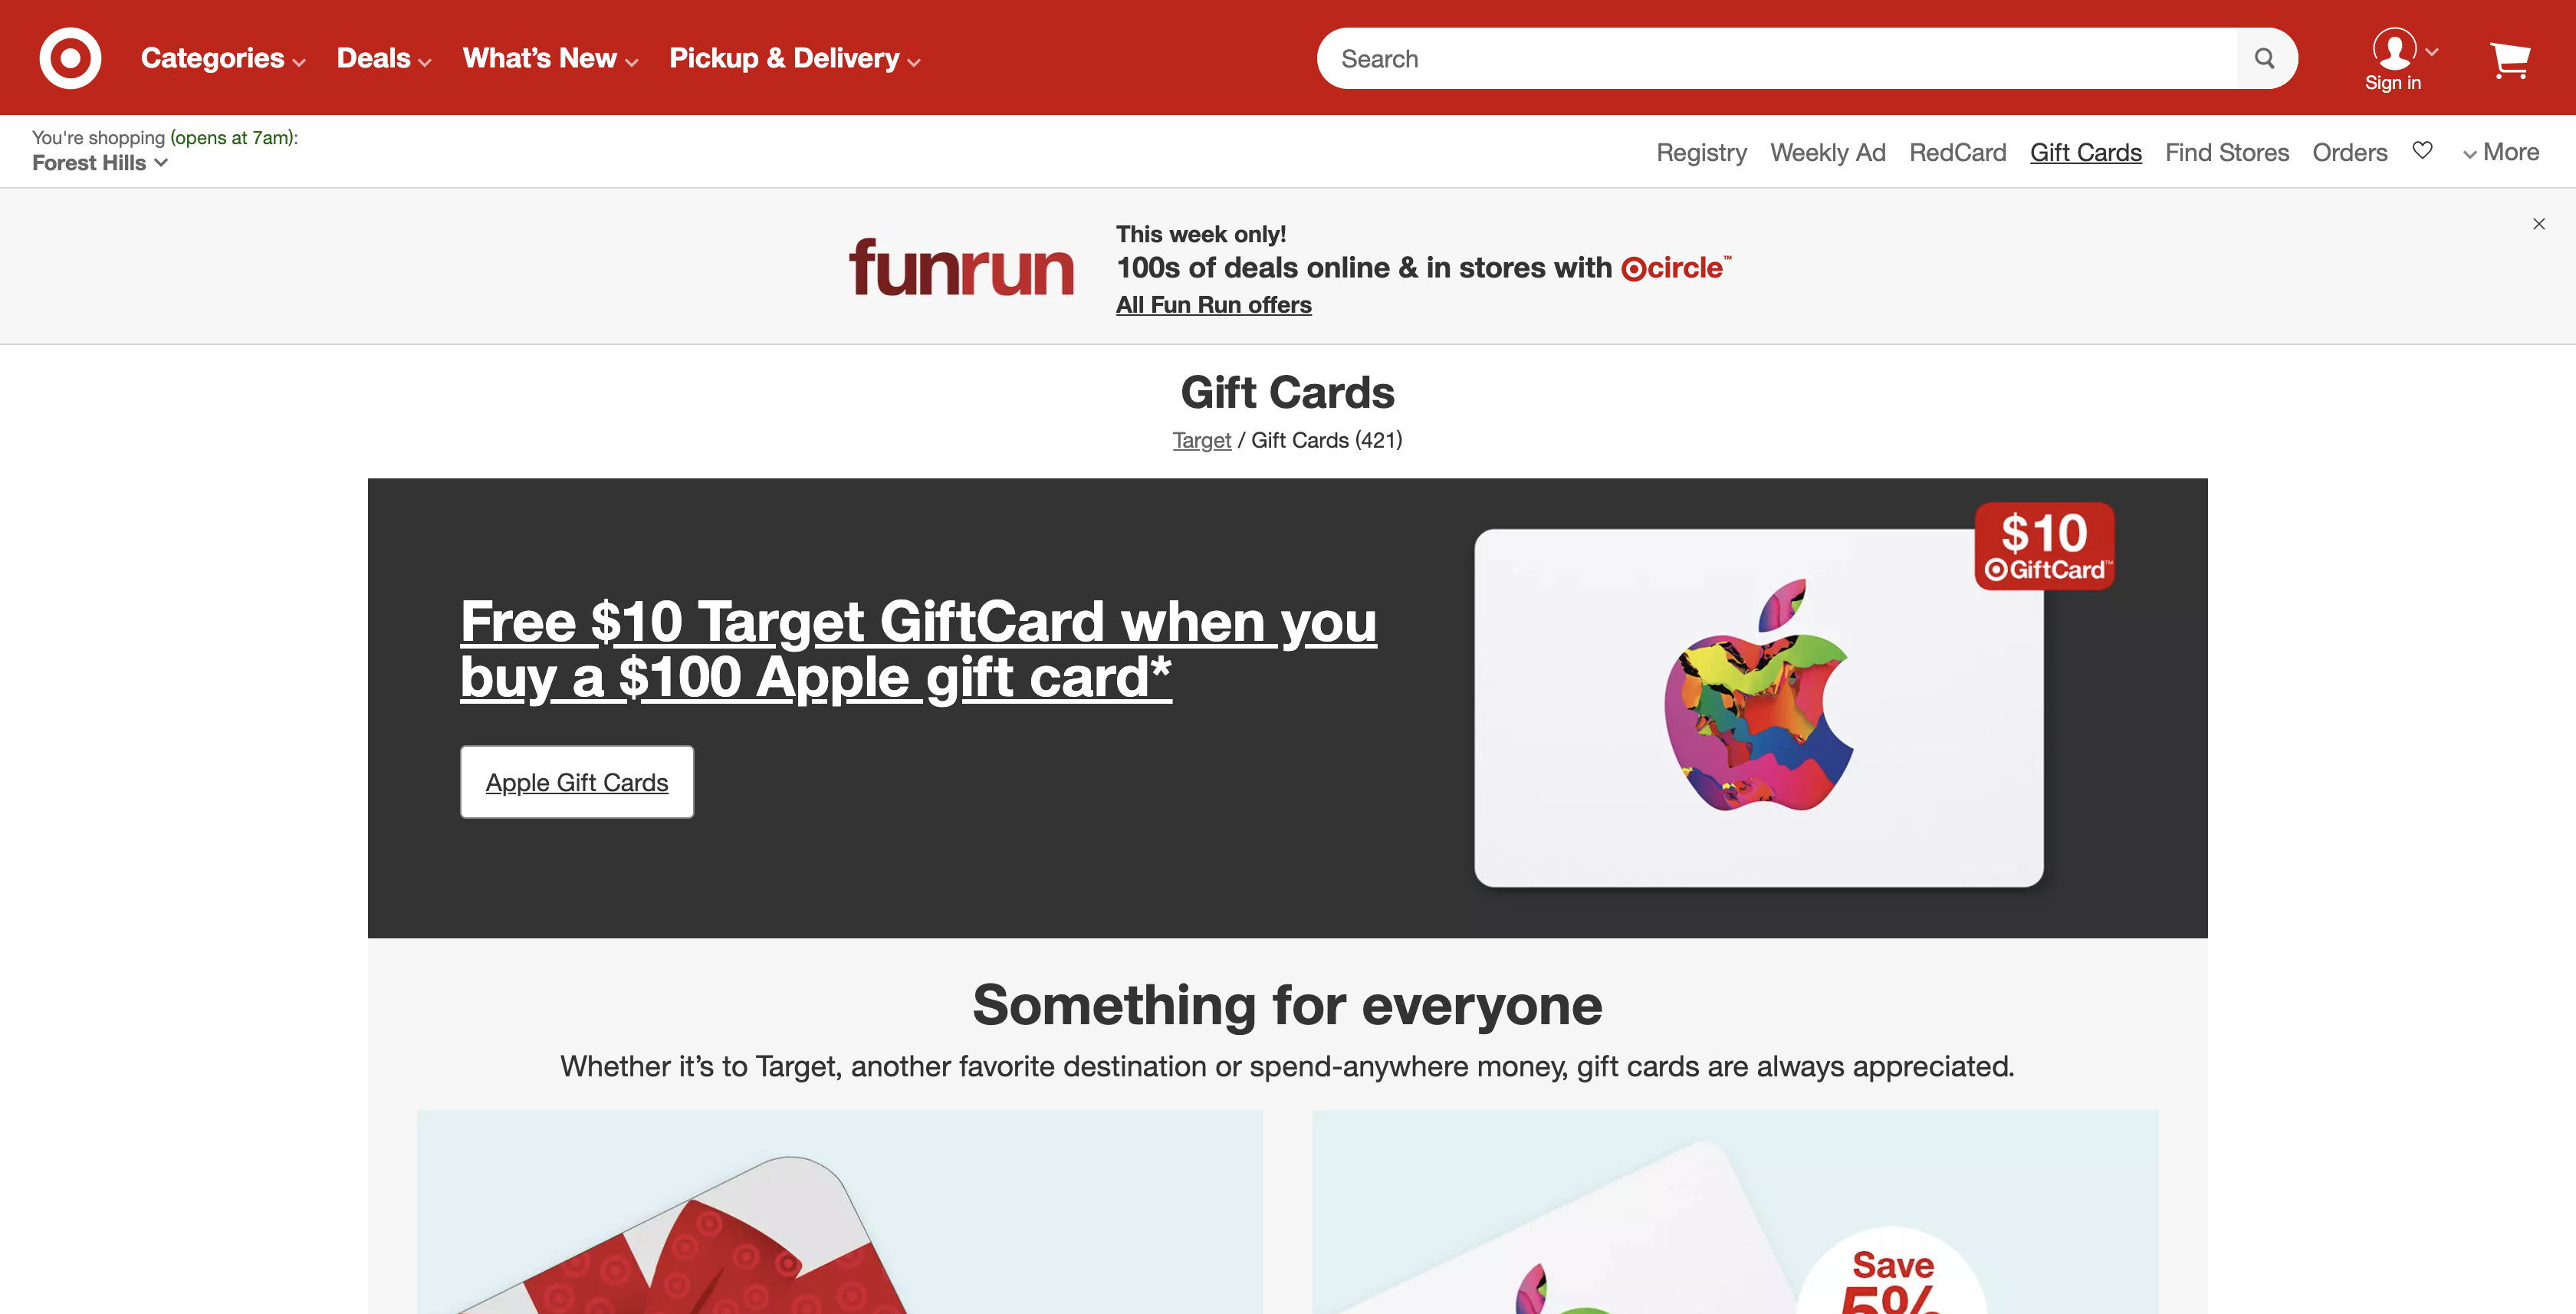 Categories
Deals
What's New
Pickup & Delivery
Search
Sign in
You're shopping (opens at 7am):
Forest Hills
Registry
Weekly Ad
RedCard
Gift Cards
Find Stores
Orders
More
funrun
This week only!
100s of deals online & in stores with circle™
All Fun Run offers
Gift Cards
Target / Gift Cards (421)
Free $10 Target GiftCard when you
buy a $100 Apple gift card*
Apple Gift Cards
$10
GiftCard™
Something for everyone
Whether it’s to Target, another favorite destination or spend-anywhere money, gift cards are always appreciated.
Save
5%